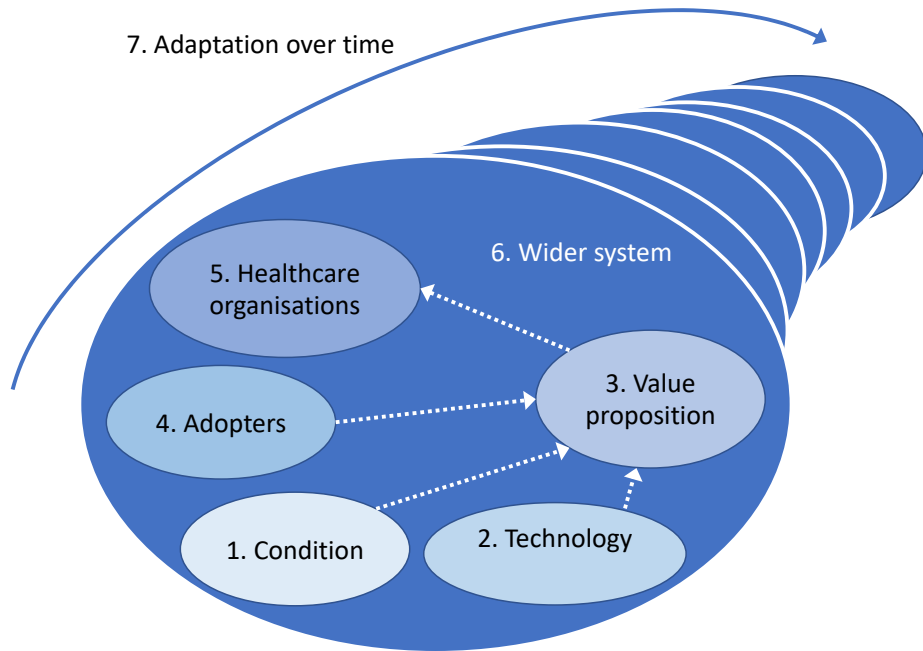 7. Adaptation over time
6. Wider system
5. Healthcare
organisations
3. Value
proposition
4. Adopters
2. Technology
1. Condition